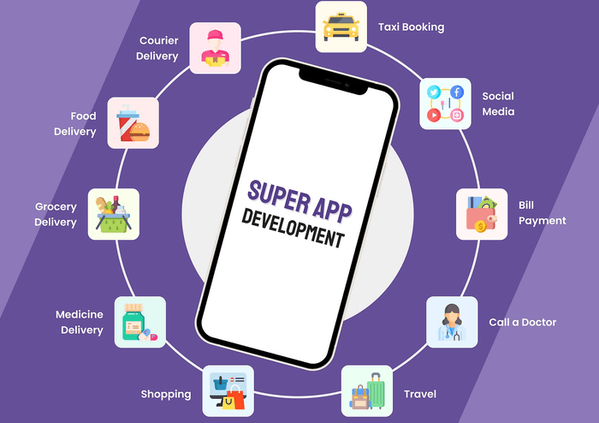 Taxi Booking
Courier
Delivery
Social
Media
Food
Delivery
SUPER APP
DEVELOPMENT
Grocery
Delivery
Bill
Payment
Medicine
Delivery
Call a Doctor
Shopping
Travel